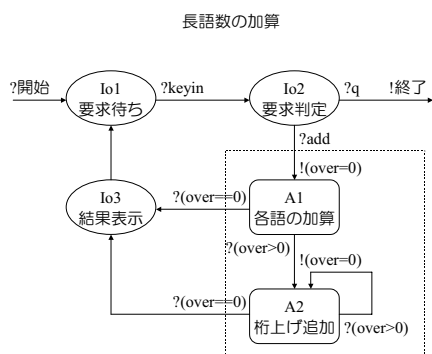 長語数の加算
?開始
Io1
要求待ち
?keyin
Io2
要求判定
?q
!終了
?add
!(over=0)
Io3
結果表示
?(over==0)
A1
各語の加算
?(over>0)
!(over=0)
?(over==0)
A2
桁上げ追加
?(over>0)